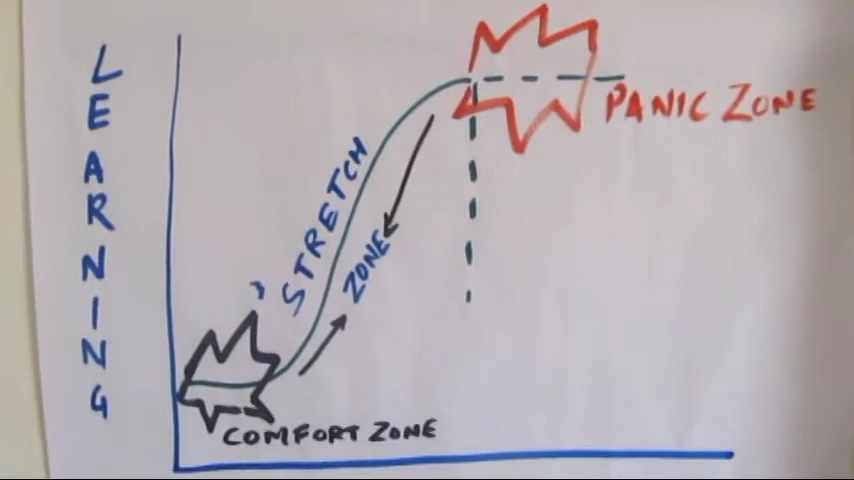 LEARNING
PANIC ZONE
STRETCH
ZONE
COMFORT ZONE